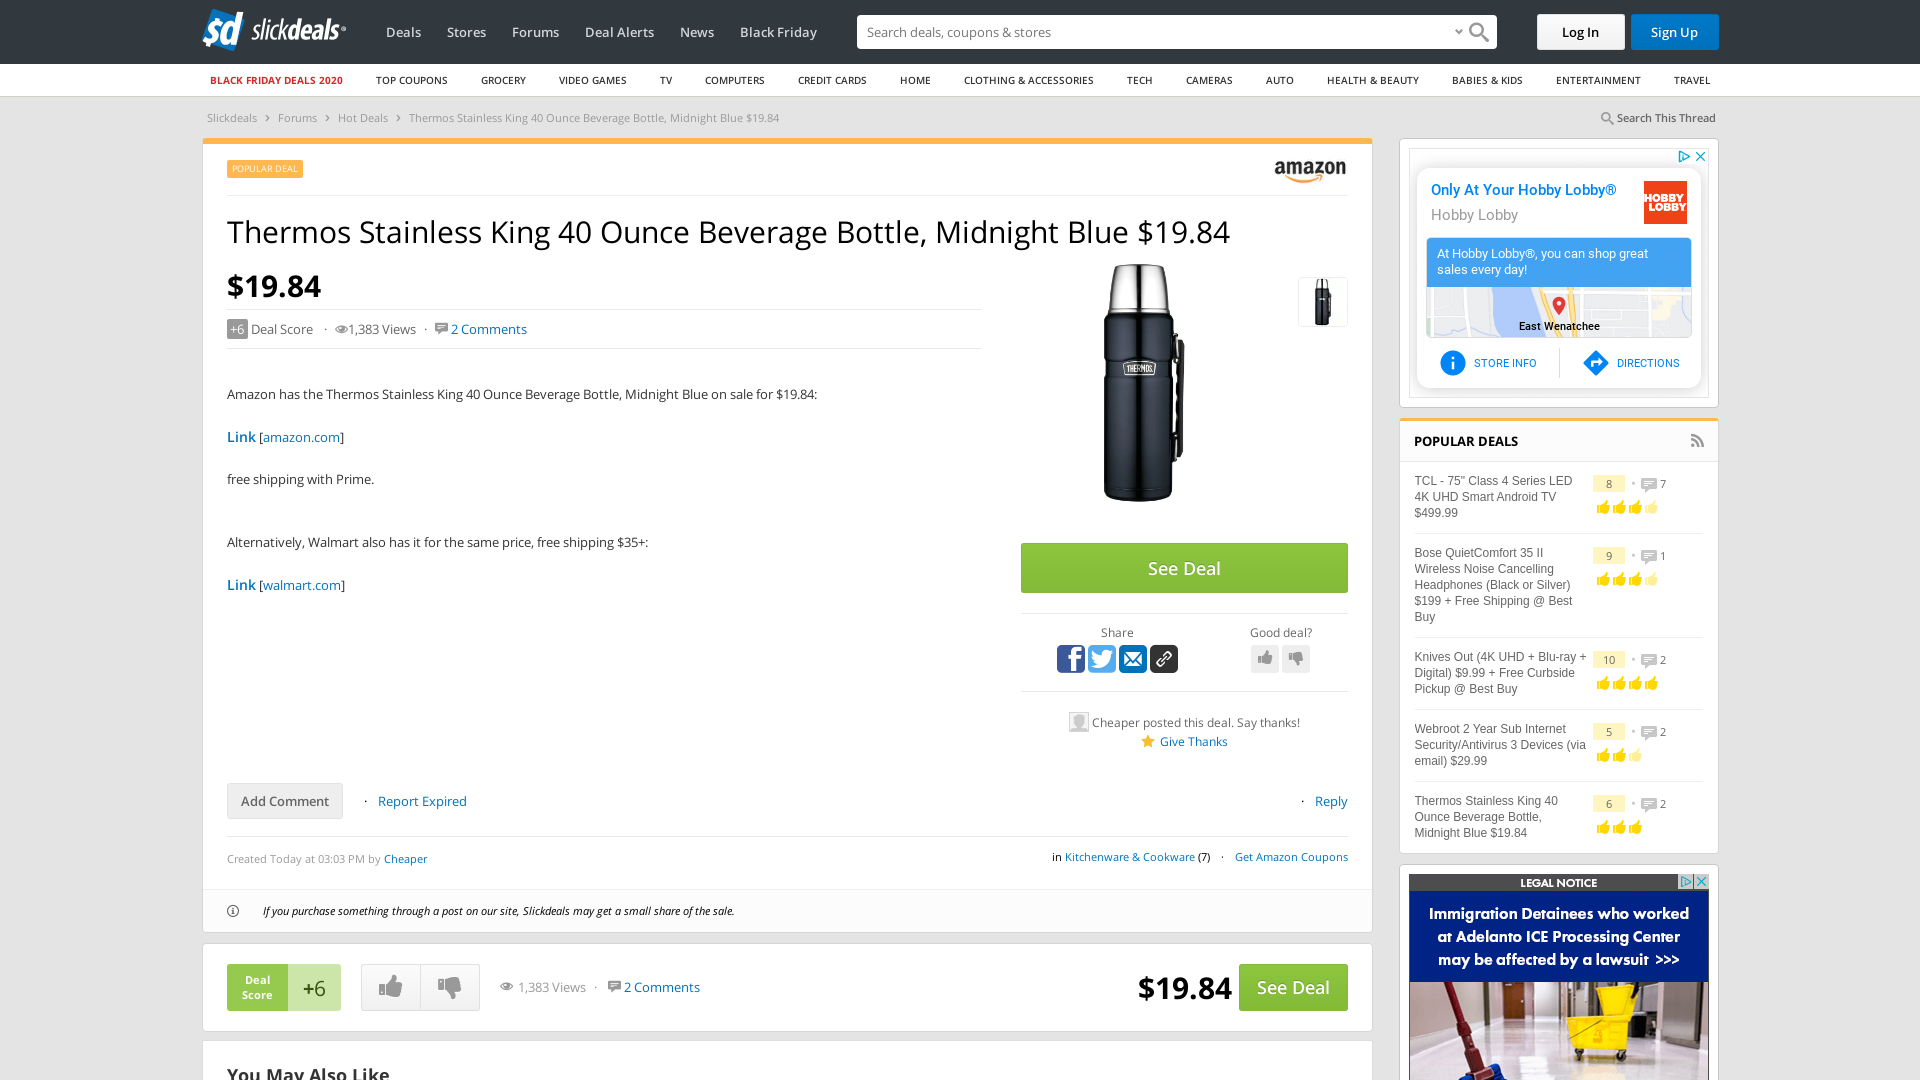 sd slickdeals
Deals Stores Forums Deal Alerts News Black Friday
Search deals, coupons & shares
Log In Sign Up
BLACK FRIDAY DEALS 2020 TOP COUPONS GROCERY VIDEO GAMES TV COMPUTERS CREDIT CARDS HOME CLOTHING & ACCESSORIES TECH CAMERAS AUTO HEALTH & BEAUTY BABIES & KIDS ENTERTAINMENT TRAVEL
Slickdeals › Forums › Hot Deals › Thermos Stainless King 40 Ounce Beverage Bottle, Midnight Blue $19.84
Search This Thread
POPULAR DEAL
amazon
Thermos Stainless King 40 Ounce Beverage Bottle, Midnight Blue $19.84
$19.84
+6 Deal Score · 1,383 Views · 2 Comments
Amazon has the Thermos Stainless King 40 Ounce Beverage Bottle, Midnight Blue on sale for $19.84:
Link [amazon.com]
free shipping with Prime.
Alternatively, Walmart also has it for the same price, free shipping $35+:
Link [walmart.com]
THERMOS
See Deal
Share
Good deal?
Cheaper posted this deal. Say thanks!
Give Thanks
Add Comment · Report Expired
· Reply
Created Today at 03:03 PM by Cheaper
in Kitchenware & Cookware (7) · Get Amazon Coupons
If you purchase something through a post on our site, Slickdeals may get a small share of the sale.
Deal
Score
+6
1,383 Views · 2 Comments
$19.84
See Deal
You May Also Like
Only At Your Hobby Lobby®
Hobby Lobby
HOBBY
LOBBY
At Hobby Lobby®, you can shop great
sales every day!
East Wenatchee
STORE INFO
DIRECTIONS
POPULAR DEALS
TCL - 75" Class 4 Series LED
4K UHD Smart Android TV
$499.99
8 • 7
Bose QuietComfort 35 II
Wireless Noise Cancelling
Headphones (Black or Silver)
$199 + Free Shipping @ Best
Buy
9 • 1
Knives Out (4K UHD + Blu-ray +
Digital) $9.99 + Free Curbside
Pickup @ Best Buy
10 • 2
Webroot 2 Year Sub Internet
Security/Antivirus 3 Devices (via
email) $29.99
5 • 2
Thermos Stainless King 40
Ounce Beverage Bottle,
Midnight Blue $19.84
6 • 2
LEGAL NOTICE
Immigration Detainees who worked
at Adelanto ICE Processing Center
may be affected by a lawsuit >>>